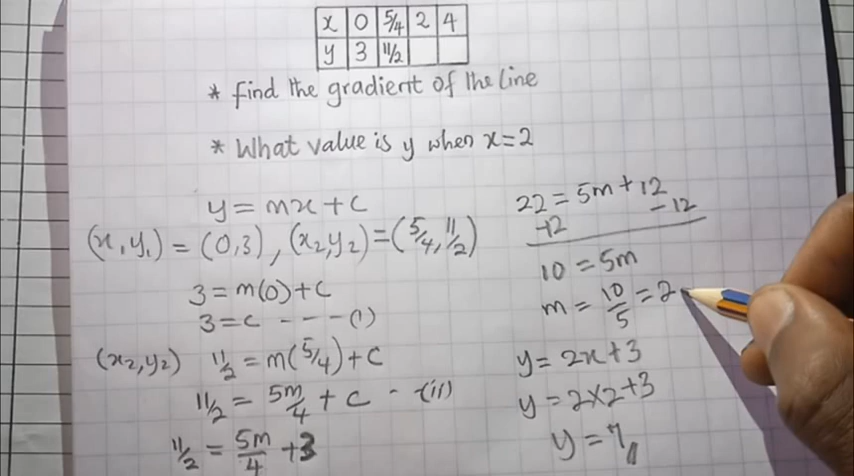 x 0 5/4 2 4
y 3 11/2
* find the gradient of the line
* What value is y when x=2
y = mx + c
(x, y₁) = (0,3), (x₂,y₂) = (5/4, 11/2)
3 = m(0) + c
3 = c - - - - (i)
(x₂, y₂) 11/2 = m(5/4) + c
11/2 = 5m/4 + c - - (ii)
11/2 = 5m/4 + 3
22 = 5m + 12
-12 - 12
10 = 5m
m = 10/5 = 2
y = 2x + 3
y = 2×2+3
y = 7